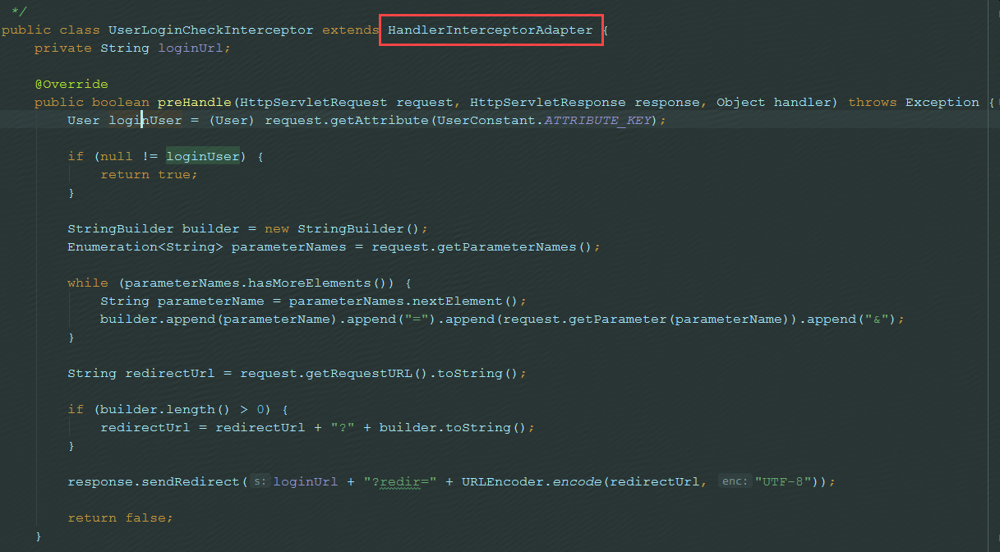 */
public class UserLoginCheckInterceptor extends HandlerInterceptorAdapter {
    private String loginUrl;

    @Override
    public boolean preHandle(HttpServletRequest request, HttpServletResponse response, Object handler) throws Exception {
        User loginUser = (User) request.getAttribute(UserConstant.ATTRIBUTE_KEY);

        if (null != loginUser) {
            return true;
        }

        StringBuilder builder = new StringBuilder();
        Enumeration<String> parameterNames = request.getParameterNames();

        while (parameterNames.hasMoreElements()) {
            String parameterName = parameterNames.nextElement();
            builder.append(parameterName).append("=").append(request.getParameter(parameterName)).append("&");
        }

        String redirectUrl = request.getRequestURL().toString();

        if (builder.length() > 0) {
            redirectUrl = redirectUrl + "?" + builder.toString();
        }

        response.sendRedirect( s: loginUrl + "?redir=" + URLEncoder.encode(redirectUrl,  enc: "UTF-8"));

        return false;
    }